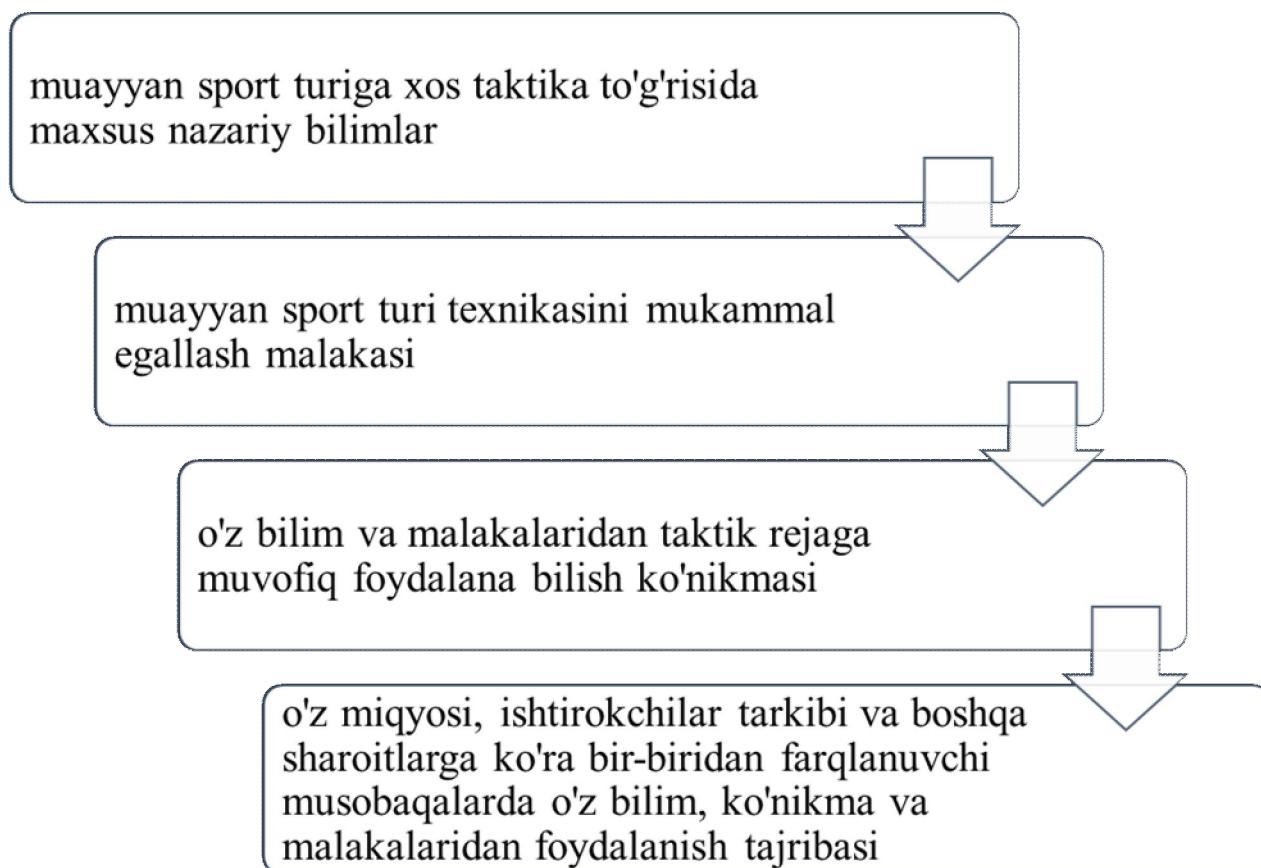 muayyan sport turiga xos taktika to'g'risida
maxsus nazariy bilimlar
muayyan sport turi texnikasini mukammal
egallash malakasi
o'z bilim va malakalaridan taktik rejaga
muvofiq foydalana bilish ko'nikmasi
o'z miqyosi, ishtirokchilar tarkibi va boshqa
sharoitlarga ko'ra bir-biridan farqlanuvchi
musobaqalarda o'z bilim, ko'nikma va
malakalaridan foydalanish tajribasi